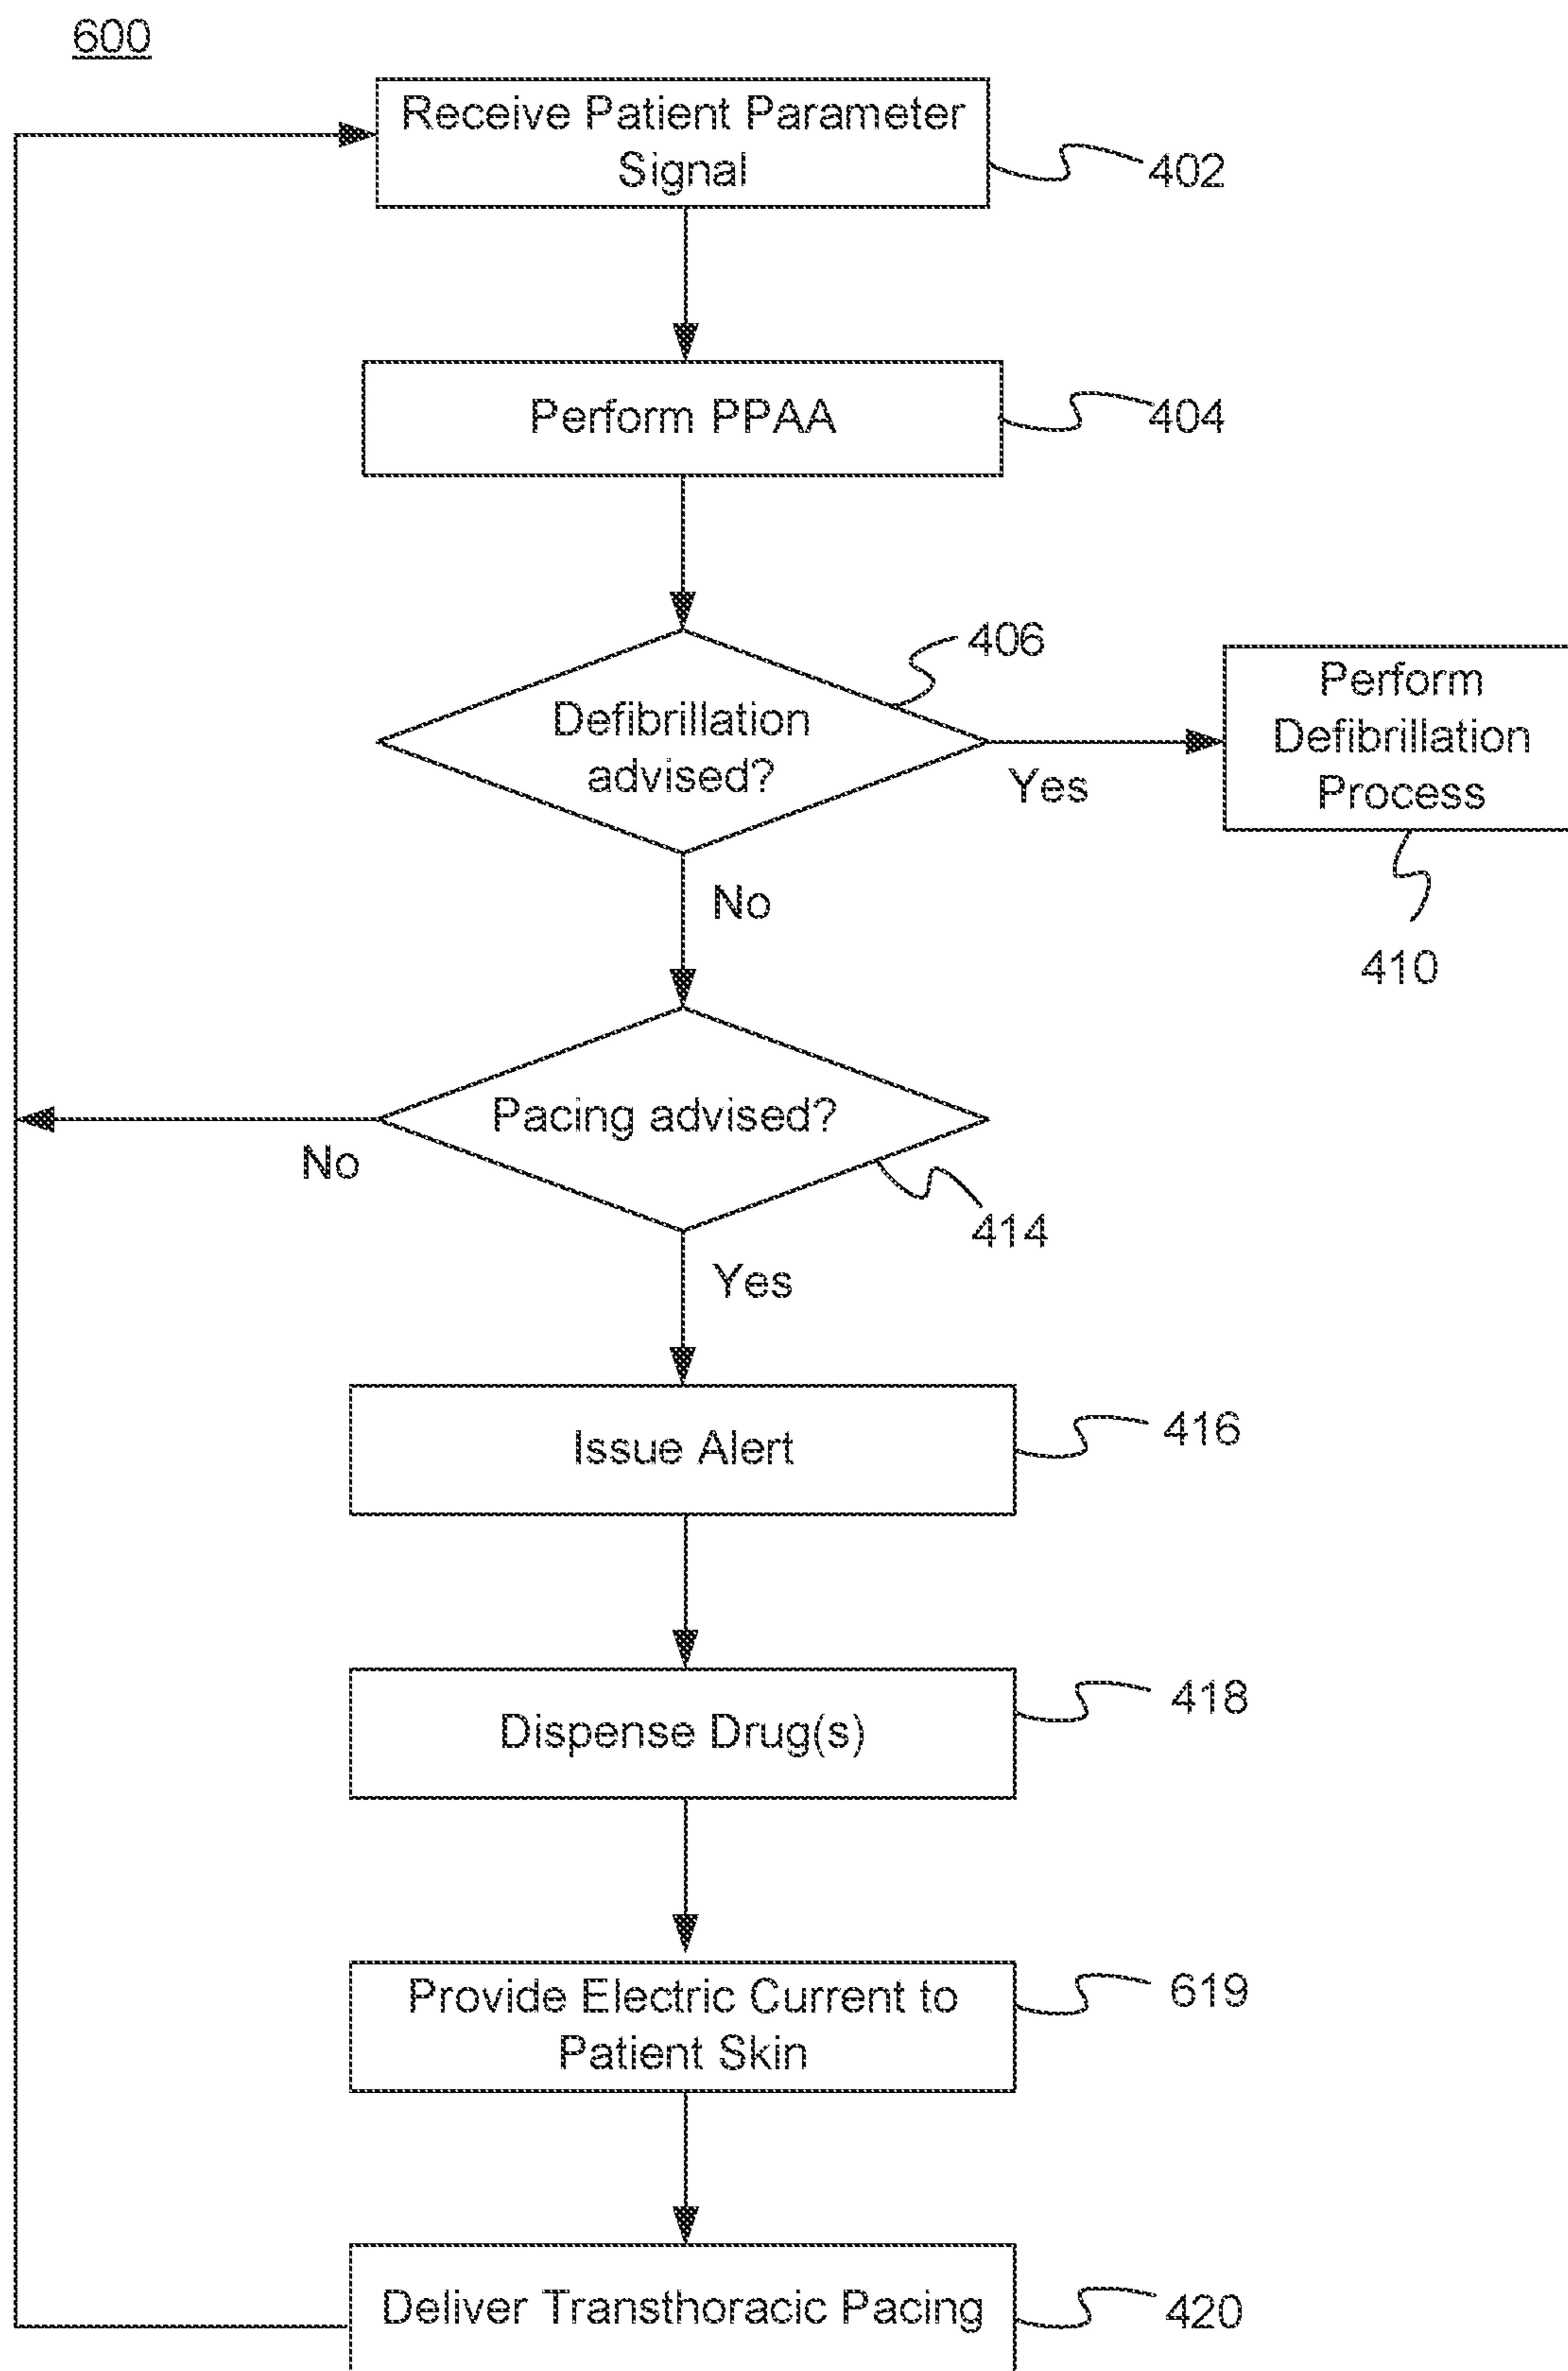 600
Receive Patient Parameter
Signal
402
Perform PPAA
404
406
Defibrillation
advised?
Yes
Perform
Defibrillation
Process
410
No
Pacing advised?
No
414
Yes
Issue Alert
416
Dispense Drug(s)
418
Provide Electric Current to
Patient Skin
619
Deliver Transthoracic Pacing
420